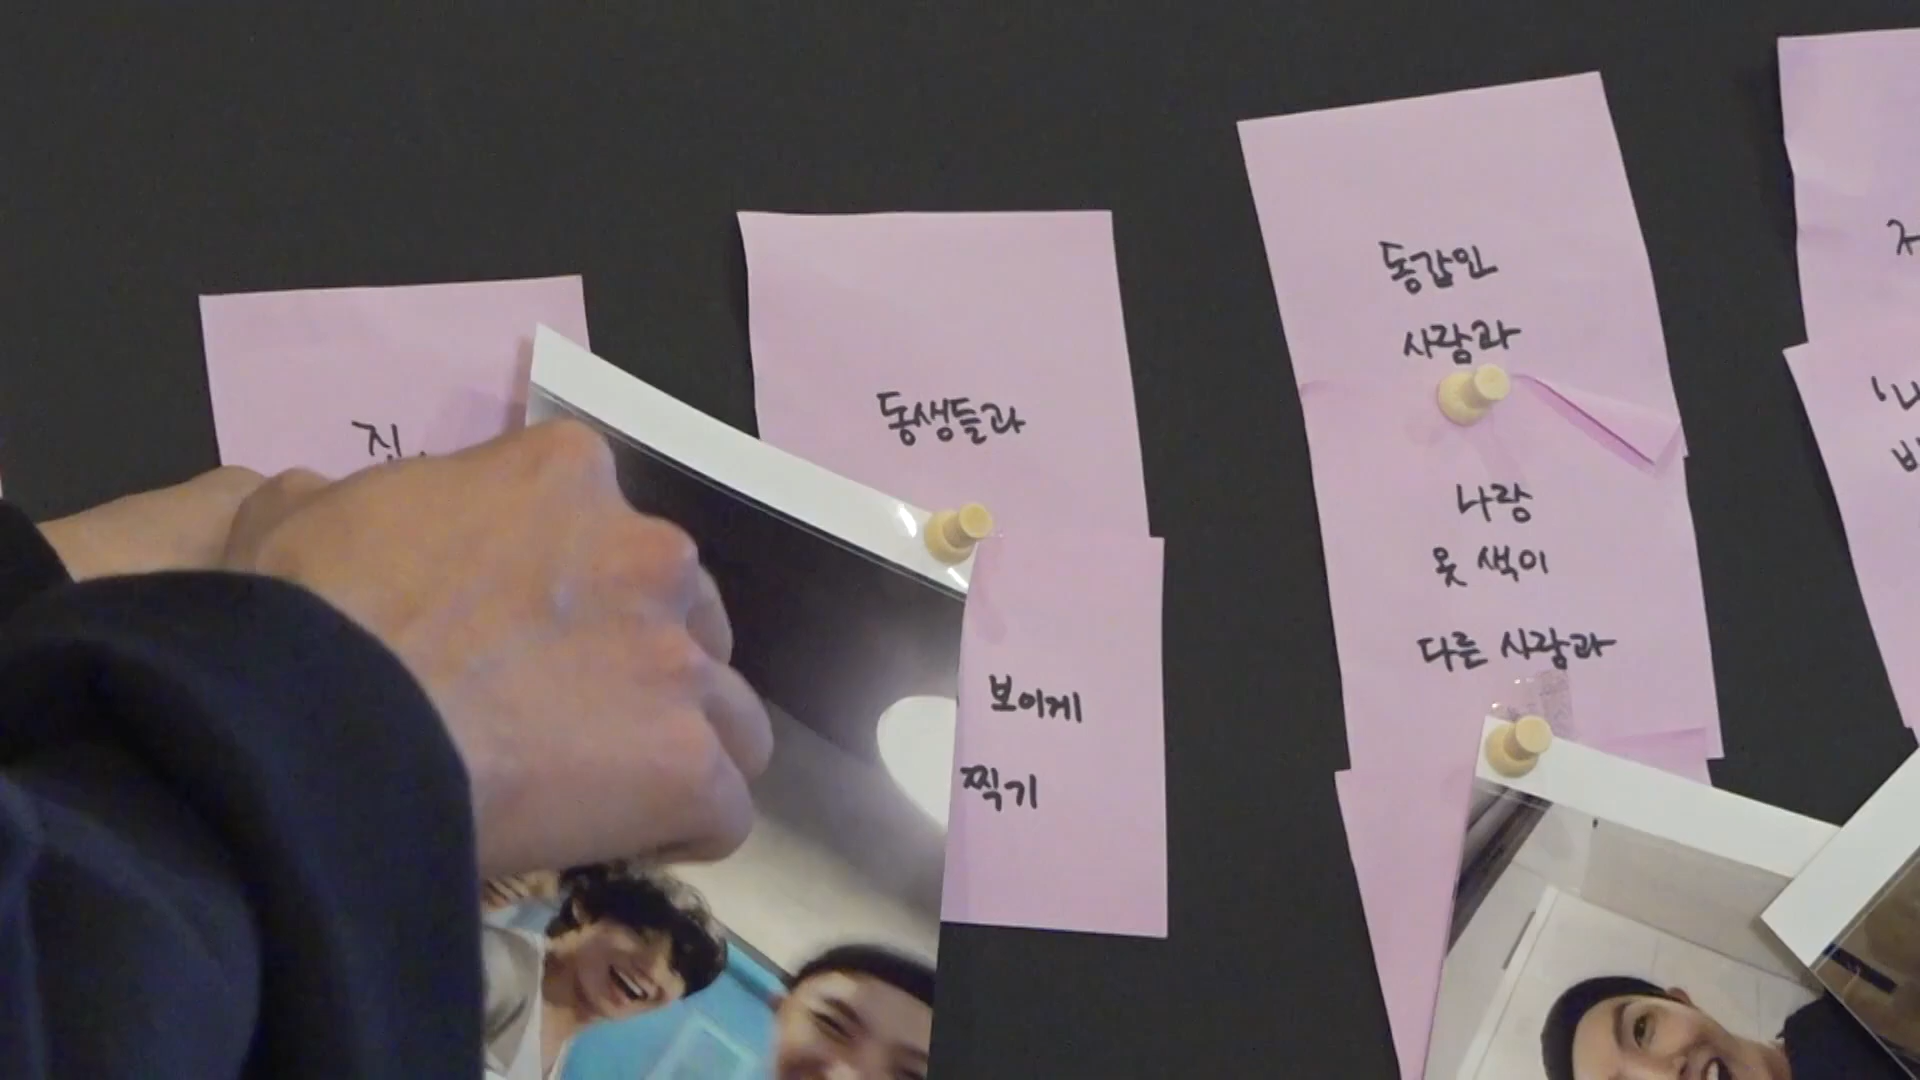 동생들과
보이게
찍기
동갑인
사람과
나랑
옷 색이
다른 사람과